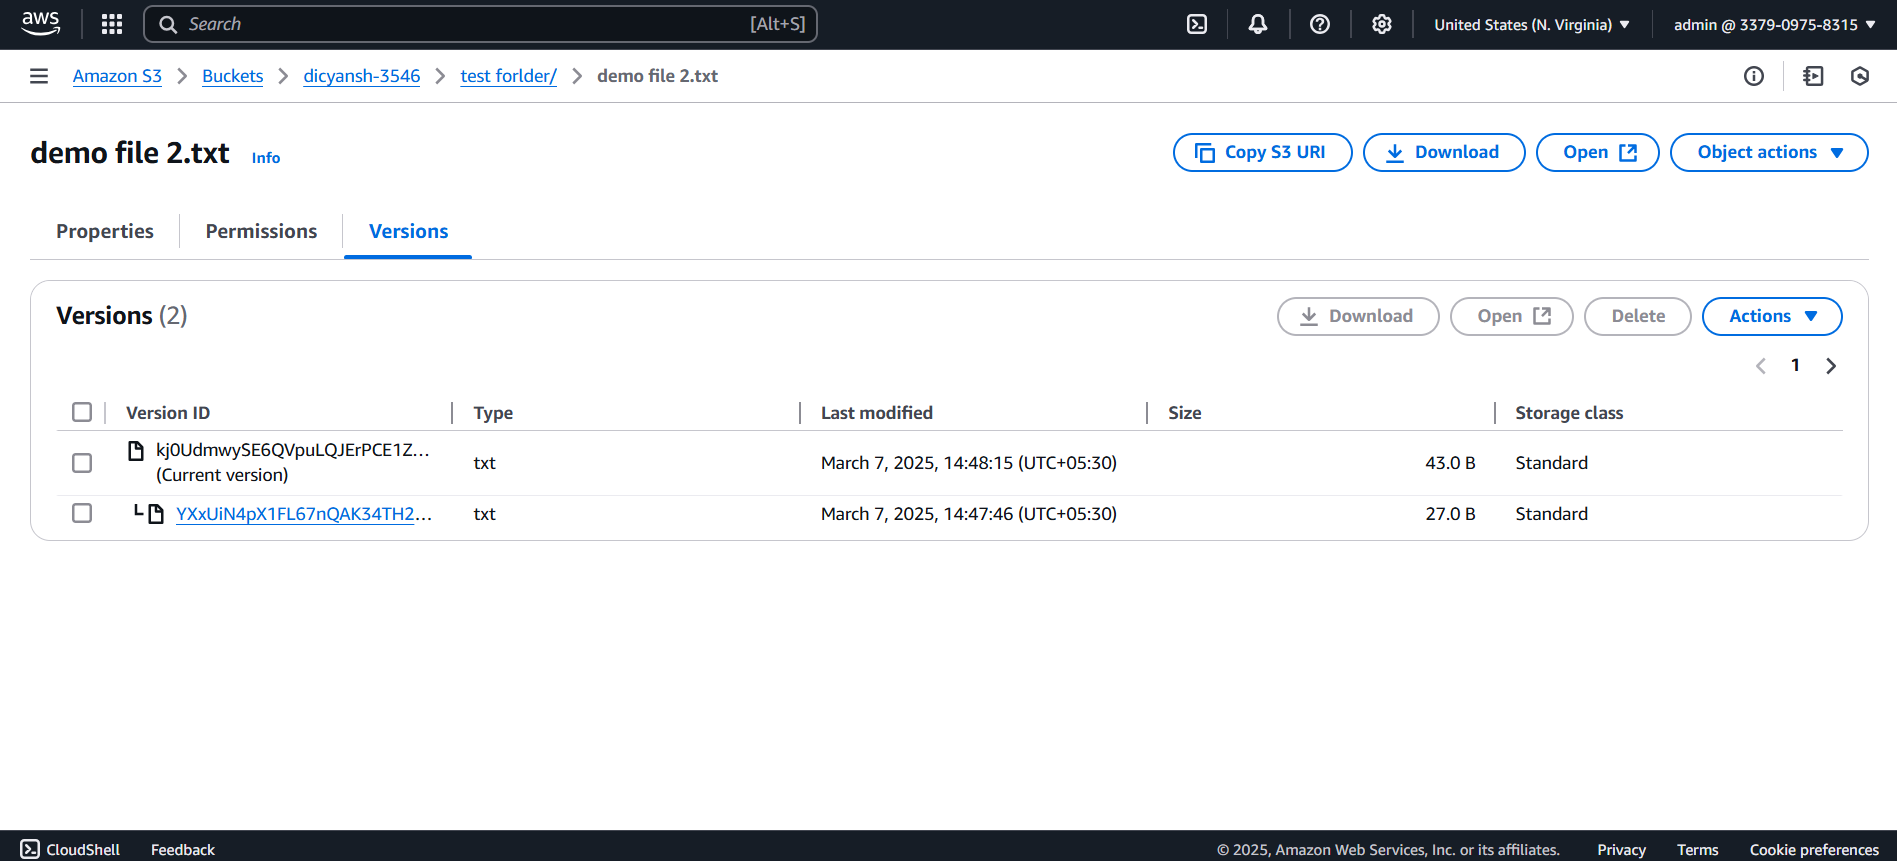 aws Search [Alt+S] United States (N. Virginia) admin @ 3379-0975-8315
Amazon S3 Buckets dicyansh-3546 test forlder/ demo file 2.txt
demo file 2.txt Info Copy S3 URI Download Open Object actions
Properties Permissions Versions
Versions (2) Download Open Delete Actions
1
Version ID Type Last modified Size Storage class
kj0UdmwySE6QVpuLQJErPCE1Z... txt March 7, 2025, 14:48:15 (UTC+05:30) 43.0 B Standard
(Current version)
YXxUiN4pX1FL67nQAK34TH2... txt March 7, 2025, 14:47:46 (UTC+05:30) 27.0 B Standard
CloudShell Feedback © 2025, Amazon Web Services, Inc. or its affiliates. Privacy Terms Cookie preferences